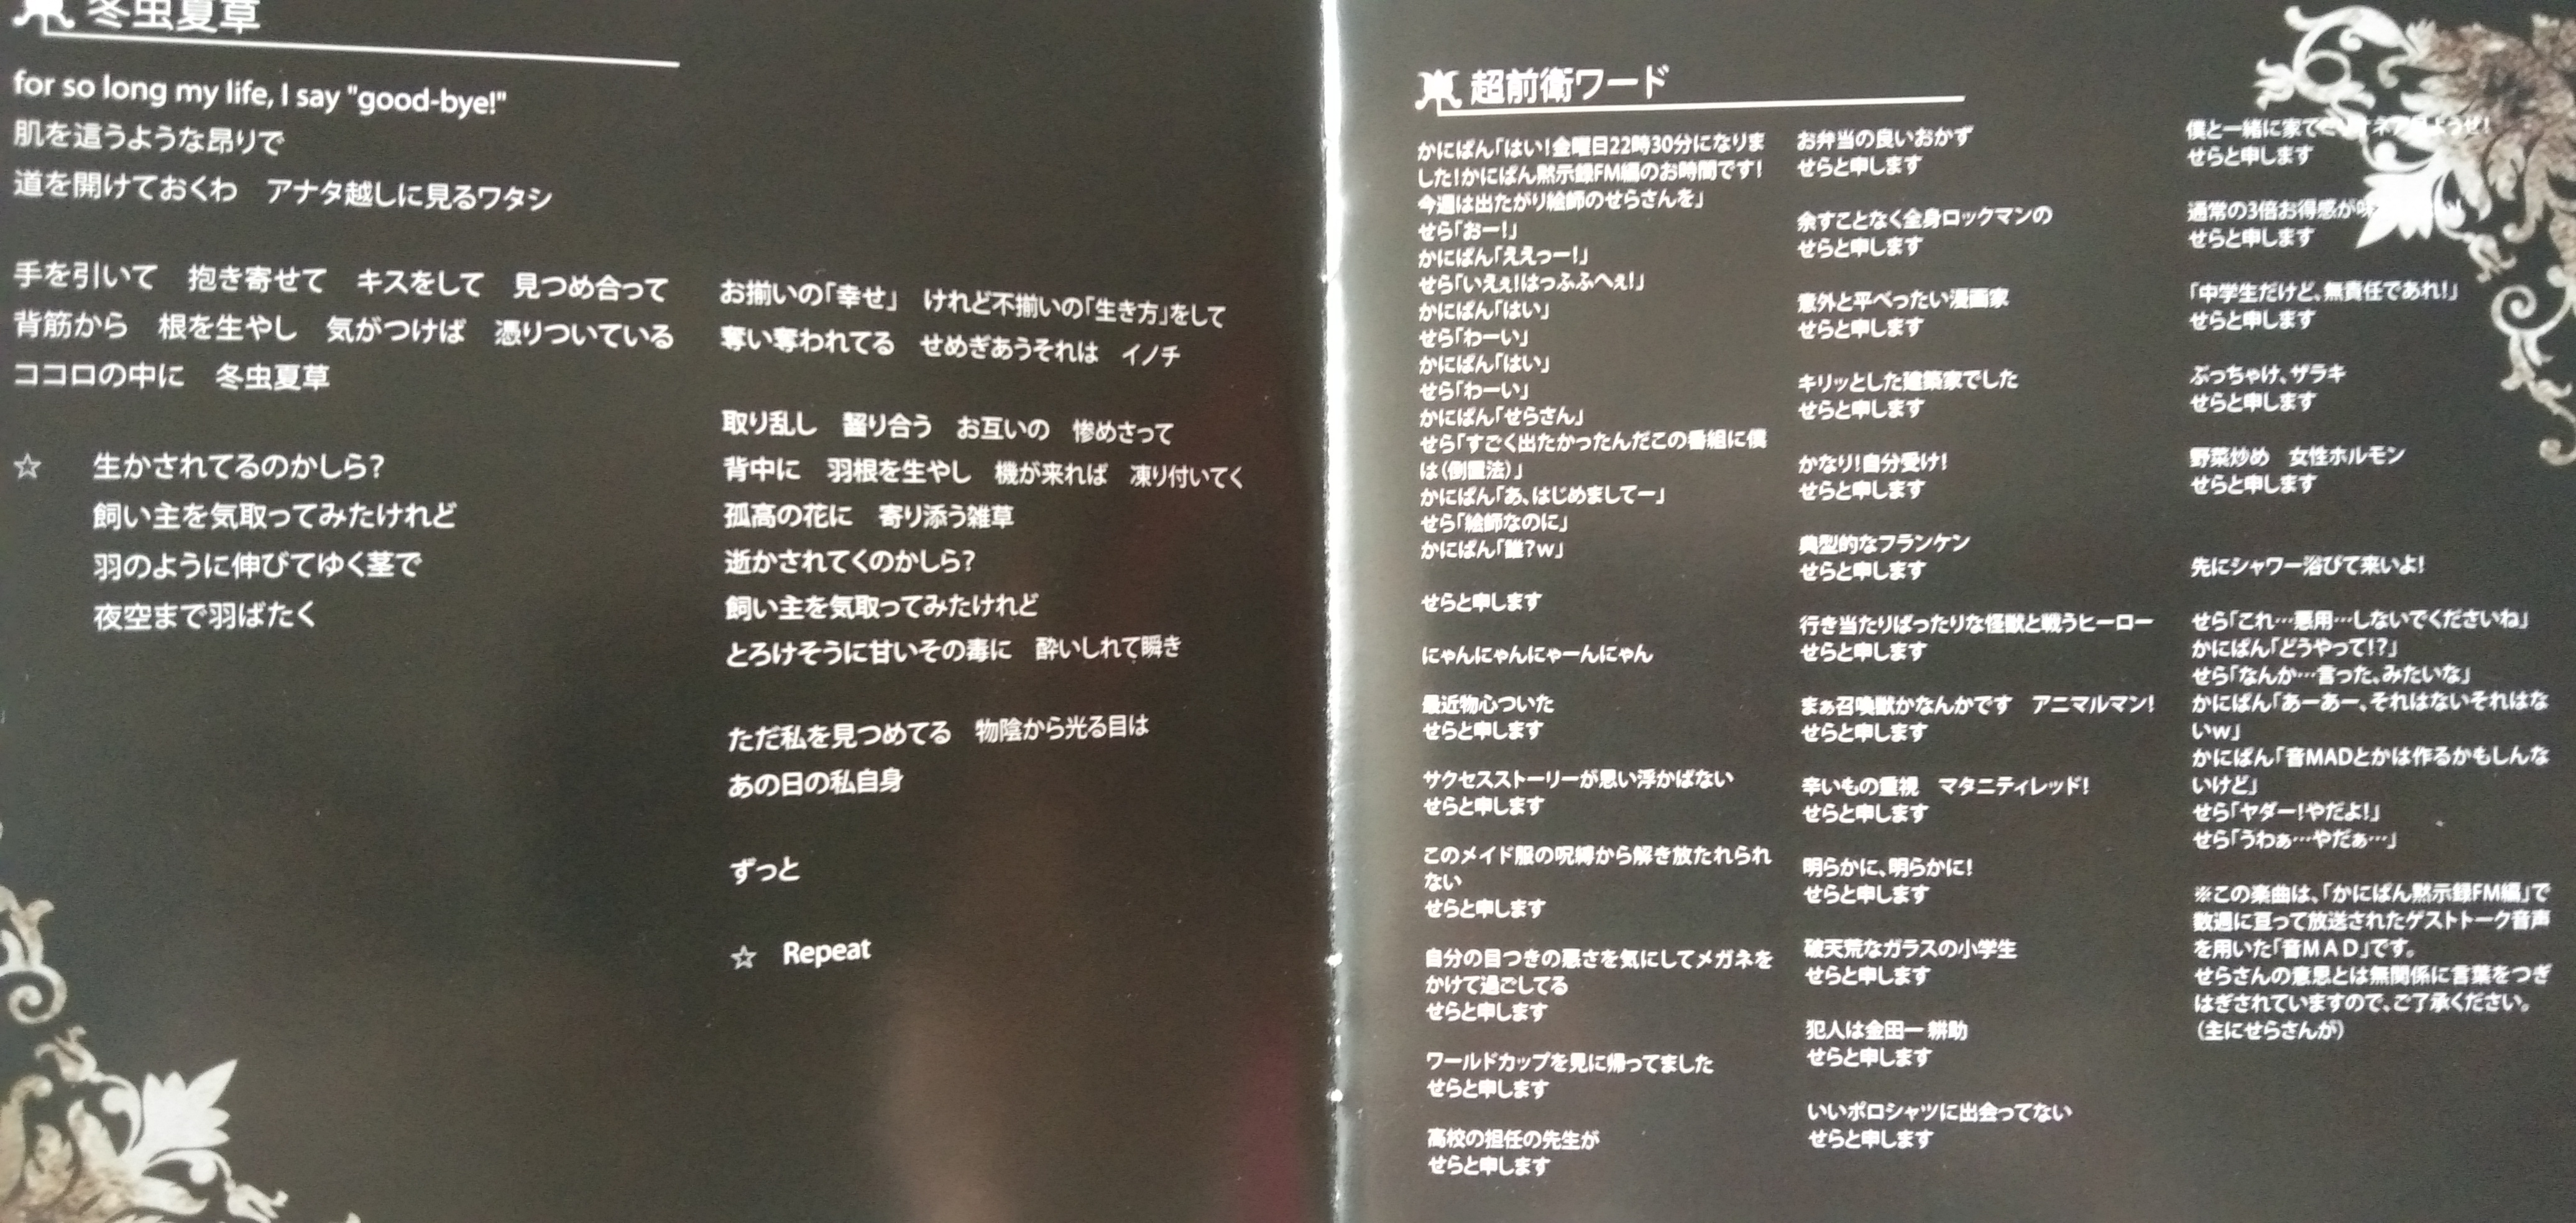 冬虫夏草
for so long my life, I say "good-bye!"
肌を這うような昂りで
道を開けておくわ　アナタ越しに見るワタシ
手を引いて　抱き寄せて　キスをして　見つめ合って
背筋から　根を生やし　気がつけば　憑りついている
ココロの中に　冬虫夏草
☆　生かされてるのかしら？
飼い主を気取ってみたけれど
羽のように伸びてゆく茎で
夜空まで羽ばたく
お揃いの「幸せ」　けれど不揃いの「生き方」をして
奪い奪われてる　せめぎあうそれは　イノチ
取り乱し　齧り合う　お互いの　惨めさって
背中に　羽根を生やし　機が来れば　凍り付いてく
孤高の花に　寄り添う雑草
逝かされてくのかしら？
飼い主を気取ってみたけれど
とろけそうに甘いその毒に　酔いしれて瞬き
ただ私を見つめてる　物陰から光る目は
あの日の私自身
ずっと
☆　Repeat
超前衛ワード
かにぱん「はい！金曜日22時30分になりま
した！かにぱん黙示録FM編のお時間です！
今週は出たがり絵師のせらさんを」
せら「おー！」
かにぱん「ええっー！」
せら「いえぇ！はっふふへぇ！」
かにぱん「はい」
せら「わーい」
かにぱん「はい」
せら「わーい」
かにぱん「せらさん」
せら「すごく出たかったんだこの番組に僕
は（倒置法）」
かにぱん「あ、はじめましてー」
せら「絵師なのに」
かにぱん「誰？ｗ」
せらと申します
にゃんにゃんにゃーんにゃん
最近物心ついた
せらと申します
サクセスストーリーが思い浮かばない
せらと申します
このメイド服の呪縛から解き放たれられ
ない
せらと申します
自分の目つきの悪さを気にしてメガネを
かけて過ごしてる
せらと申します
ワールドカップを見に帰ってました
せらと申します
高校の担任の先生が
せらと申します
お弁当の良いおかず
せらと申します
余すことなく全身ロックマンの
せらと申します
意外と平べったい漫画家
せらと申します
キリッとした建築家でした
せらと申します
かなり！自分受け！
せらと申します
典型的なフランケン
せらと申します
行き当たりばったりな怪獣と戦うヒーロー
せらと申します
まぁ召喚獣かなんかです　アニマルマン！
せらと申します
辛いもの重視　マタニティレッド！
せらと申します
明らかに、明らかに！
せらと申します
破天荒なガラスの小学生
せらと申します
犯人は金田一 耕助
せらと申します
いいポロシャツに出会ってない
せらと申します
僕と一緒に家で
せらと申します
通常の3倍お得感が
せらと申します
「中学生だけど、無責任であれ！」
せらと申します
ぶっちゃけ、ザラキ
せらと申します
野菜炒め　女性ホルモン
せらと申します
先にシャワー浴びて来いよ！
せら「これ…悪用…しないでくださいね」
かにぱん「どうやって！？」
せら「なんか…言った、みたいな」
かにぱん「あーあー、それはないそれはな
いｗ」
かにぱん「音MADとかは作るかもしんな
いけど」
せら「ヤダー！やだよ！」
せら「うわぁ…やだぁ…」
※この楽曲は、「かにぱん黙示録FM編」で
数週に亘って放送されたゲストトーク音声
を用いた「音ＭＡＤ」です。
せらさんの意思とは無関係に言葉をつぎ
はぎされていますので、ご了承ください。
（主にせらさんが）